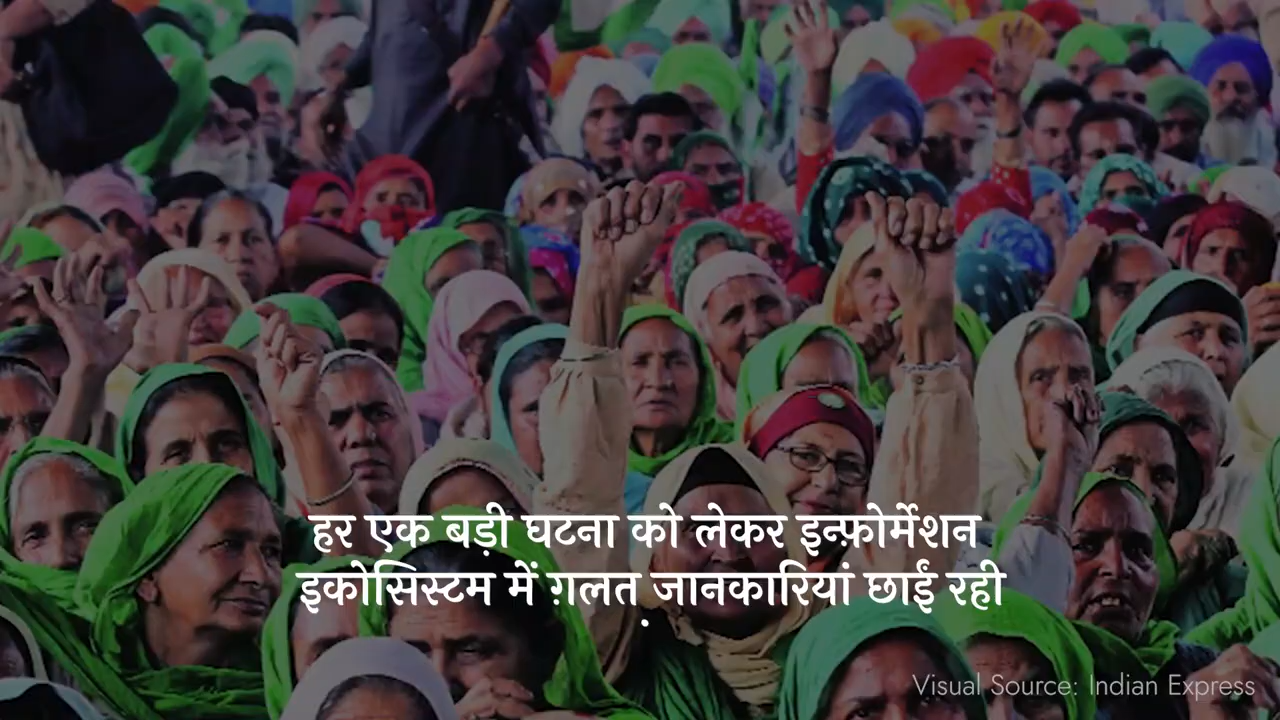 हर एक बड़ी घटना को लेकर इन्फ़ोर्मेशन
इकोसिस्टम में ग़लत जानकारियां छाईं रही
.
Visual Source: Indian Express